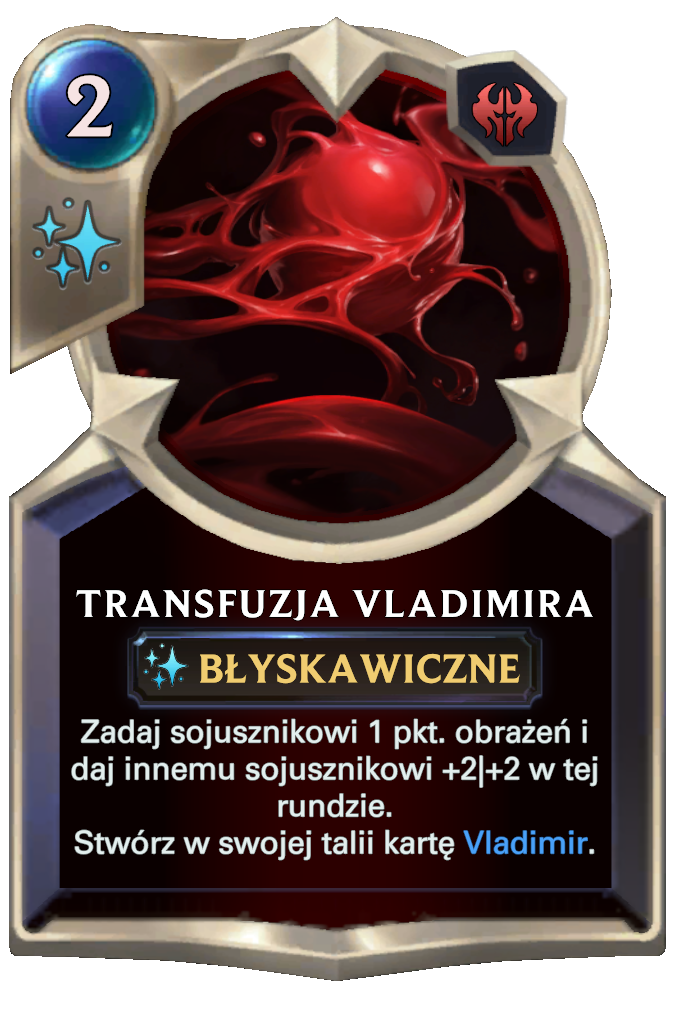 2
TRANSFUZJA VLADIMIRA
BŁYSKAWICZNE
Zadaj sojusznikowi 1 pkt. obrażeń i
daj innemu sojusznikowi +2|+2 w tej
rundzie.
Stwórz w swojej talii kartę Vladimir.